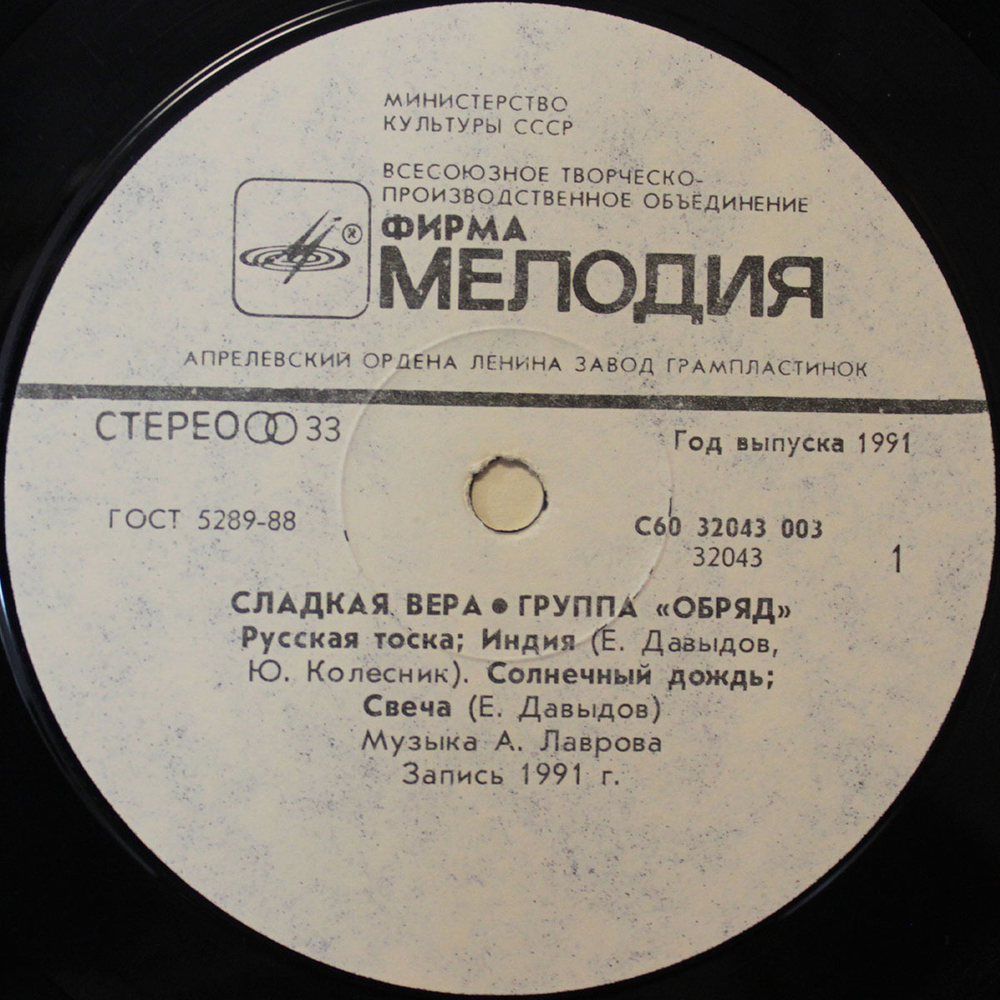 МИНИСТЕРСТВО
КУЛЬТУРЫ СССР
ВСЕСОЮЗНОЕ ТВОРЧЕСКО-
ПРОИЗВОДСТВЕННОЕ ОБЪЕДИНЕНИЕ
®
ФИРМА
МЕЛОДИЯ
АПРЕЛЕВСКИЙ ОРДЕНА ЛЕНИНА ЗАВОД ГРАМПЛАСТИНОК
СТЕРЕО 33
Год выпуска 1991
ГОСТ 5289-88
С60 32043 003
32043
1
СЛАДКАЯ ВЕРА • ГРУППА «ОБРЯД»
Русская тоска; Индия (Е. Давыдов,
Ю. Колесник). Солнечный дождь;
Свеча (Е. Давыдов)
Музыка А. Лаврова
Запись 1991 г.